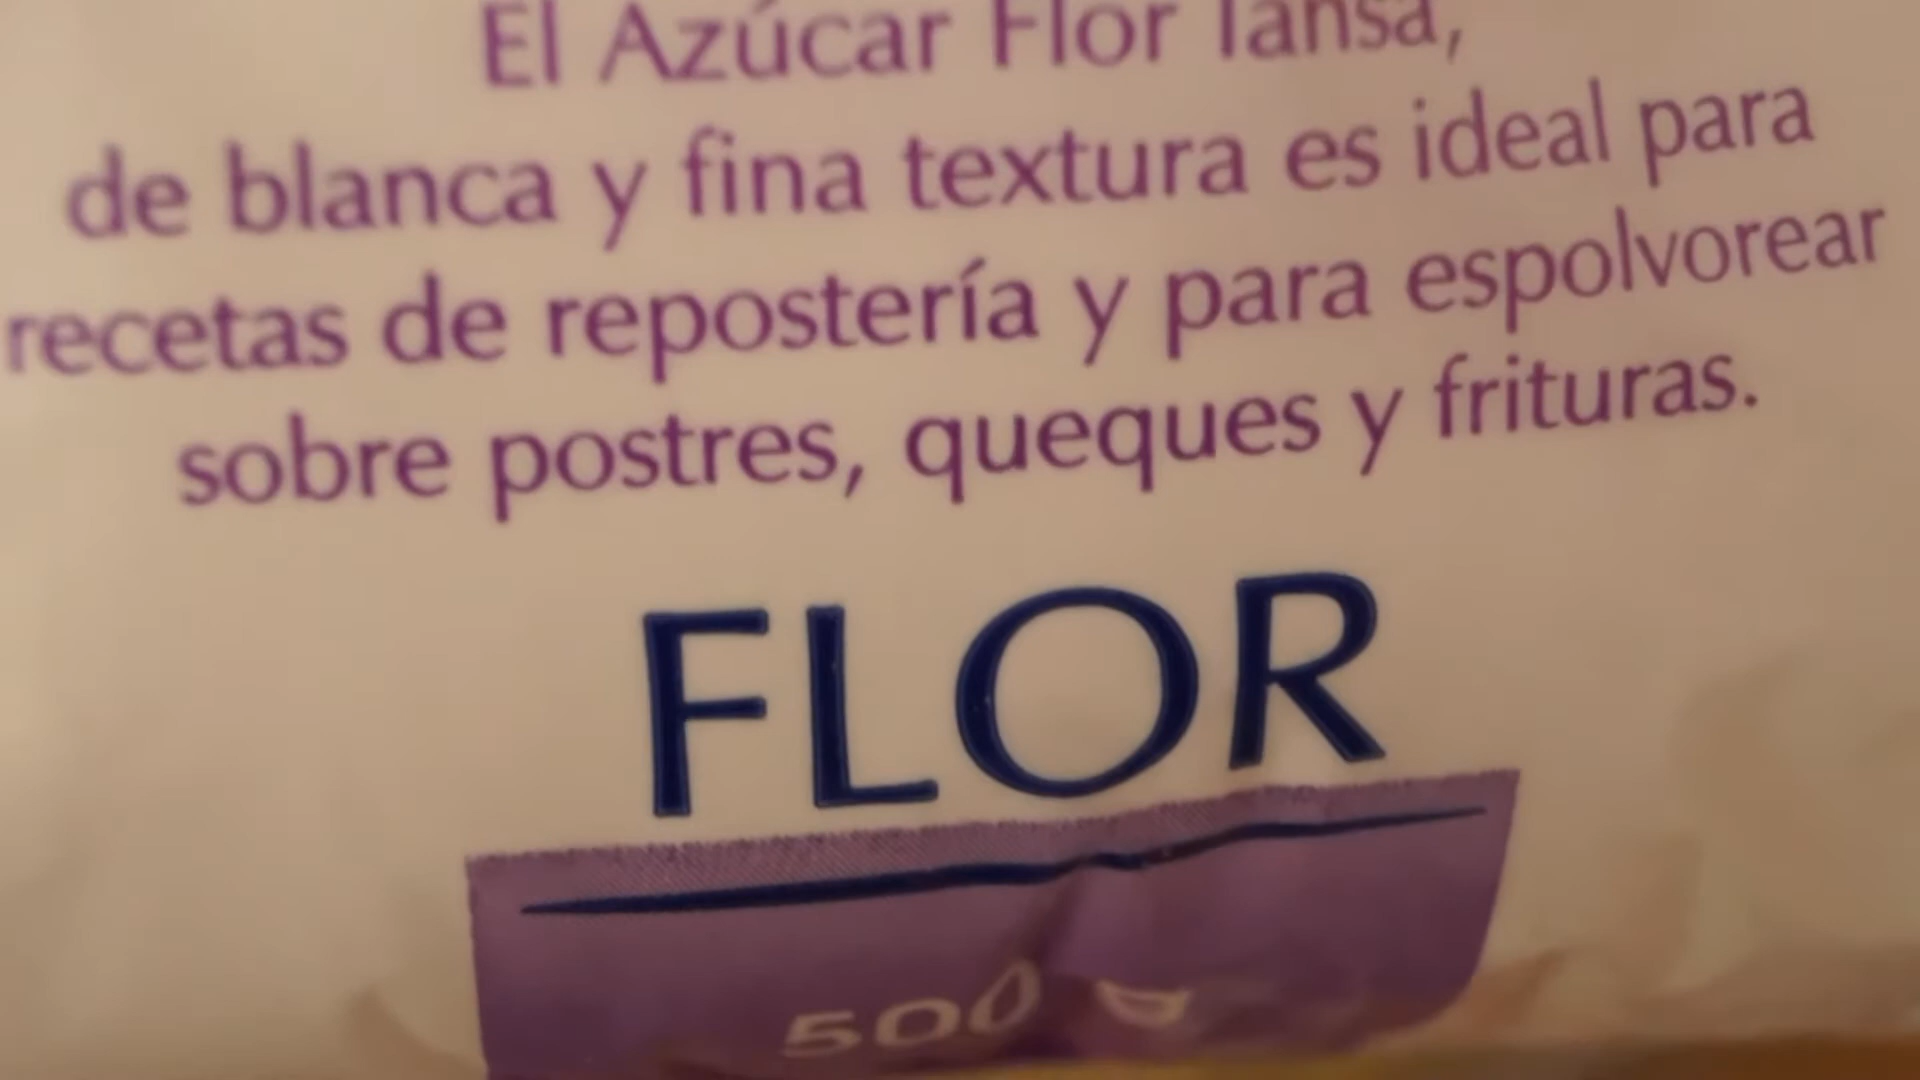 El Azúcar Flor Iansa,
de blanca y fina textura es ideal para
recetas de repostería y para espolvorear
sobre postres, queques y frituras.
FLOR
500 g